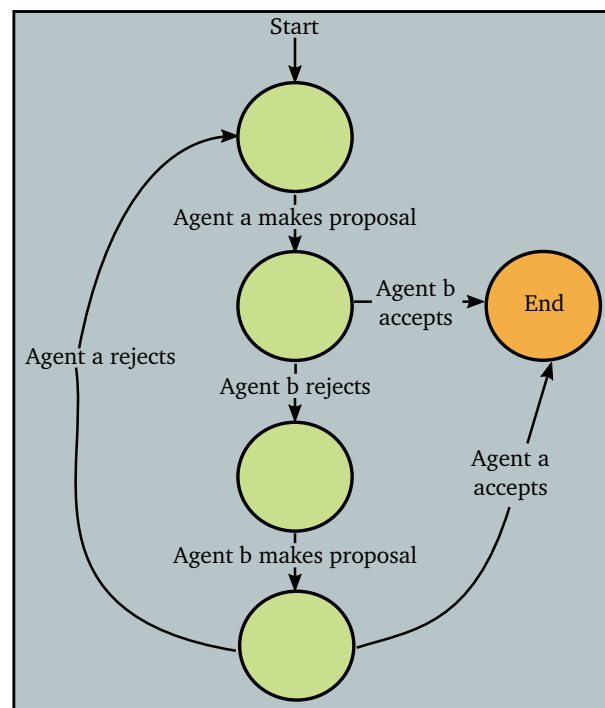 Start
Agent a makes proposal
Agent b
accepts
End
Agent a rejects
Agent b rejects
Agent a
accepts
Agent b makes proposal